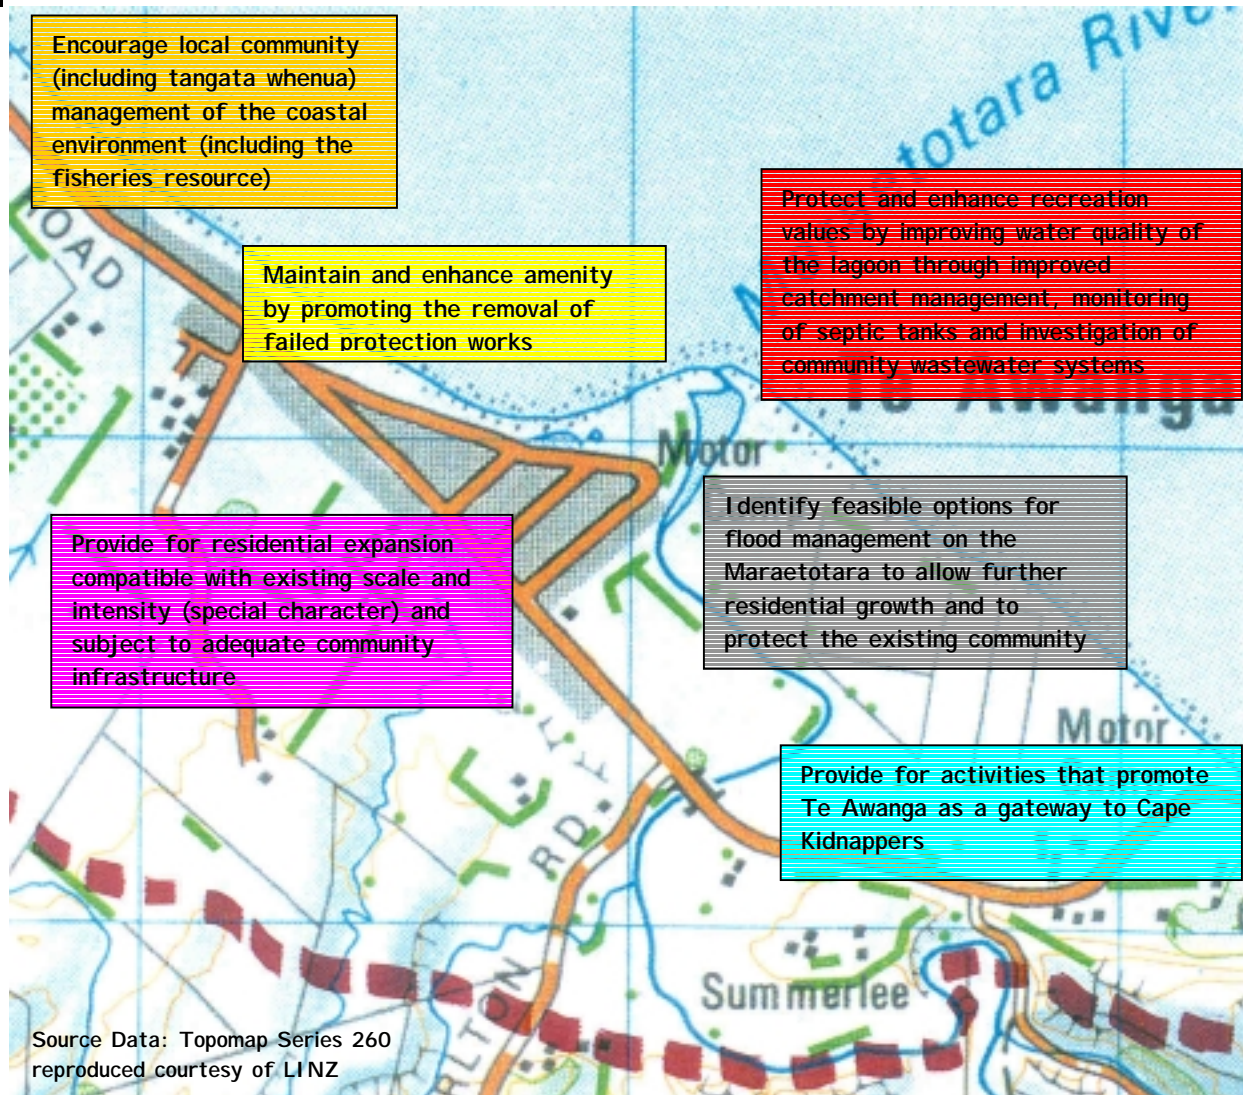 Encourage local community
(including tangata whenua)
management of the coastal
environment (including the
fisheries resource)
totara River
Protect and enhance recreation
values by improving water quality of
the lagoon through improved
catchment management, monitoring
of septic tanks and investigation of
community wastewater systems
ROAD
Maintain and enhance amenity
by promoting the removal of
failed protection works
Te Awanga
Motor
Identify feasible options for
flood management on the
Maraetotara to allow further
residential growth and to
protect the existing community
Provide for residential expansion
compatible with existing scale and
intensity (special character) and
subject to adequate community
infrastructure
Motor
Provide for activities that promote
Te Awanga as a gateway to Cape
Kidnappers
RD
Summerlee
RLTON
Source Data: Topomap Series 260
reproduced courtesy of LINZ